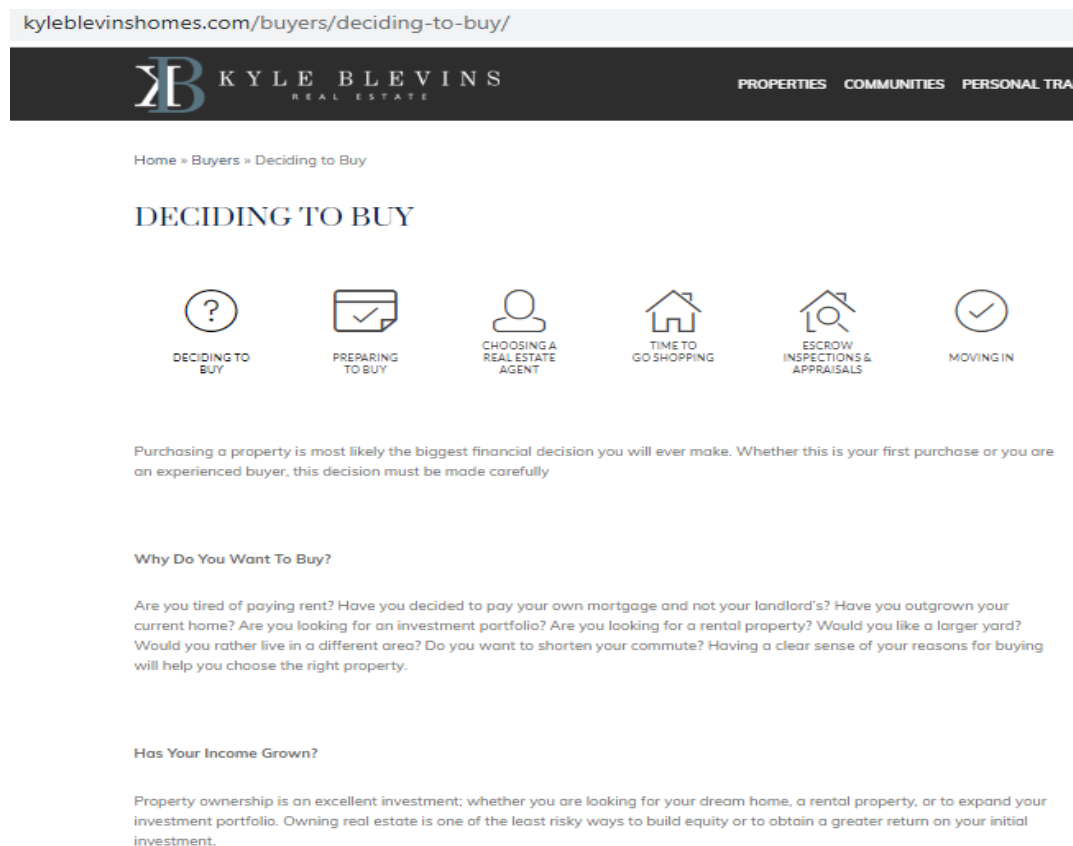 kyleblevinshomes.com/buyers/deciding-to-buy/
KB KYLE BLEVINS
REAL ESTATE
PROPERTIES COMMUNITIES PERSONAL TRA
Home » Buyers » Deciding to Buy
DECIDING TO BUY
?
DECIDING TO
BUY
PREPARING
TO BUY
CHOOSING A
REAL ESTATE
AGENT
TIME TO
GO SHOPPING
ESCROW
INSPECTIONS &
APPRAISALS
MOVING IN
Purchasing a property is most likely the biggest financial decision you will ever make. Whether this is your first purchase or you are
an experienced buyer, this decision must be made carefully
Why Do You Want To Buy?
Are you tired of paying rent? Have you decided to pay your own mortgage and not your landlord's? Have you outgrown your
current home? Are you looking for an investment portfolio? Are you looking for a rental property? Would you like a larger yard?
Would you rather live in a different area? Do you want to shorten your commute? Having a clear sense of your reasons for buying
will help you choose the right property.
Has Your Income Grown?
Property ownership is an excellent investment; whether you are looking for your dream home, a rental property, or to expand your
investment portfolio. Owning real estate is one of the least risky ways to build equity or to obtain a greater return on your initial
investment.